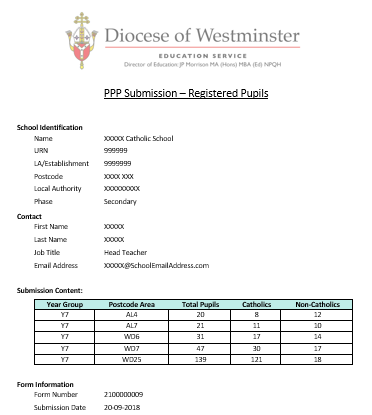 Diocese of Westminster
EDUCATION SERVICE
Director of Education: JP Morrison MA (Hons) MBA (Ed) NPQH
PPP Submission – Registered Pupils
School Identification
Name XXXXX Catholic School
URN 999999
LA/Establishment 9999999
Postcode XXXX XXX
Local Authority XXXXXXXXX
Phase Secondary
Contact
First Name XXXXX
Last Name XXXXX
Job Title Head Teacher
Email Address XXXXX@SchoolEmailAddress.com
Submission Content:
Year Group Postcode Area Total Pupils Catholics Non-Catholics
Y7 AL4 20 8 12
Y7 AL7 21 11 10
Y7 WD6 31 17 14
Y7 WD7 47 30 17
Y7 WD25 139 121 18
Form Information
Form Number 2100000009
Submission Date 20-09-2018